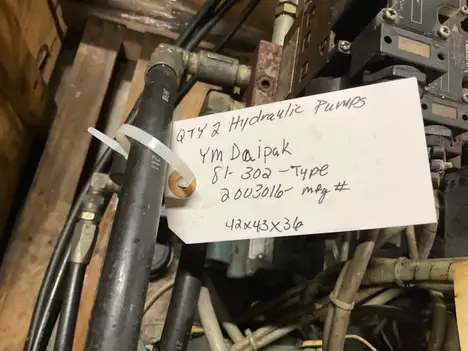 QTY 2 Hydraulic Pumps
Ym Daipak
81-302-Type
2003016- mfg #
42x43x36